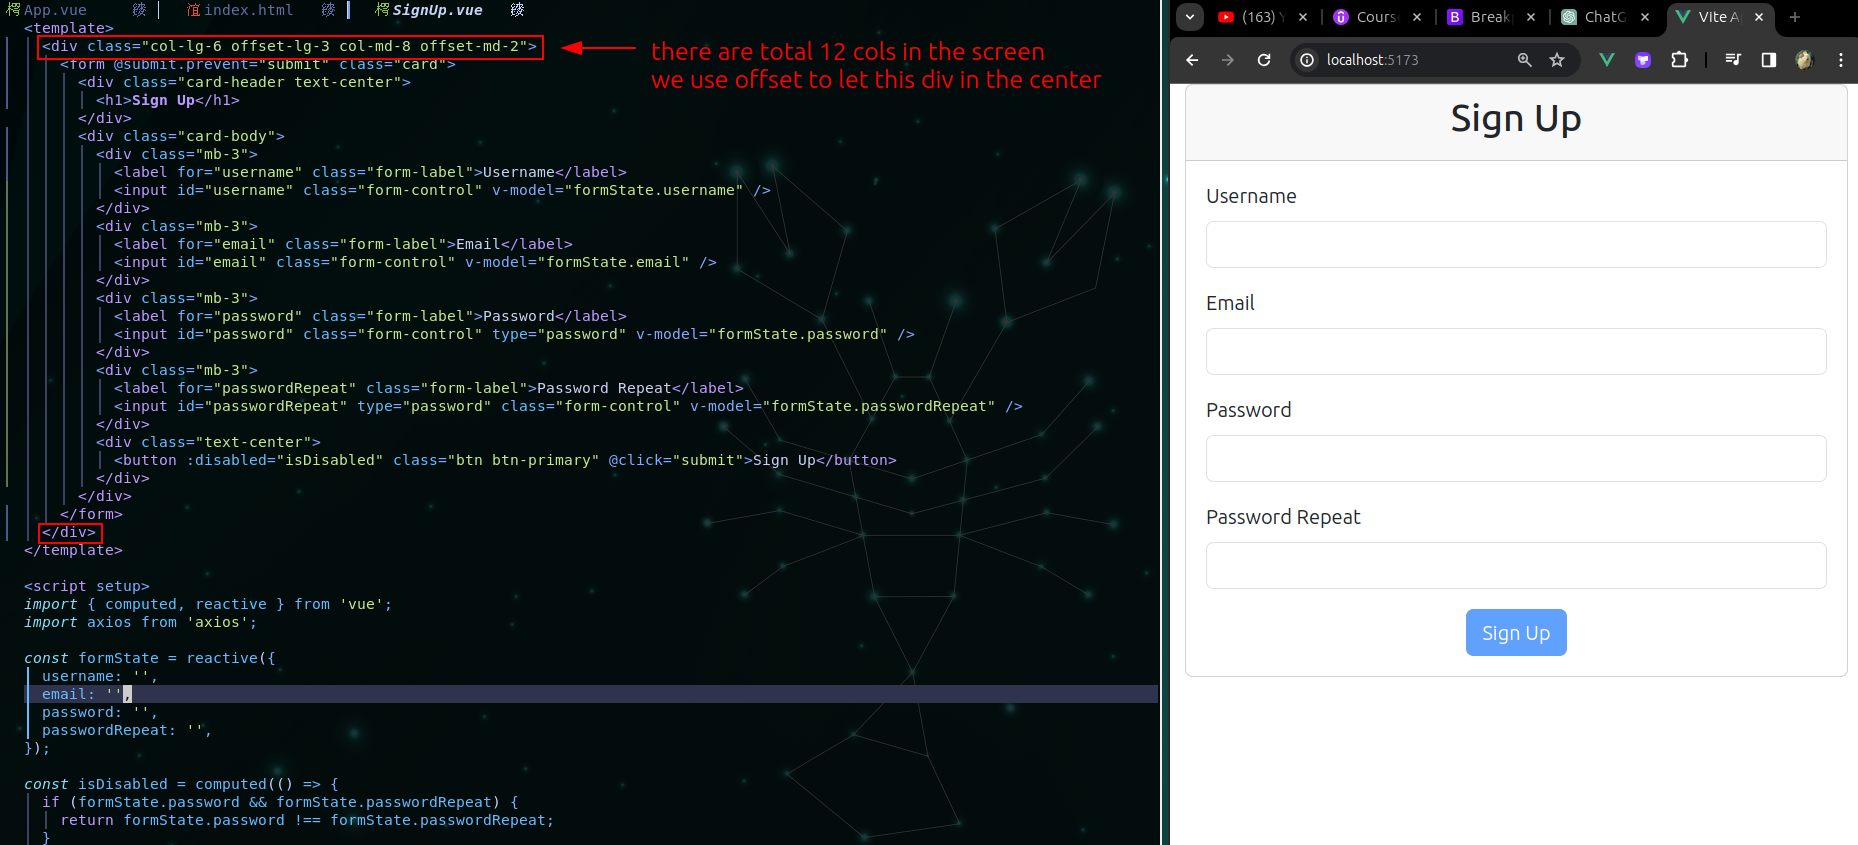 App.vue
index.html
SignUp.vue
<template>
<div class="col-lg-6 offset-lg-3 col-md-8 offset-md-2">
there are total 12 cols in the screen
we use offset to let this div in the center
<form @submit.prevent="submit" class="card">
<div class="card-header text-center">
<h1>Sign Up</h1>
</div>
<div class="card-body">
<div class="mb-3">
<label for="username" class="form-label">Username</label>
<input id="username" class="form-control" v-model="formState.username" />
</div>
<div class="mb-3">
<label for="email" class="form-label">Email</label>
<input id="email" class="form-control" v-model="formState.email" />
</div>
<div class="mb-3">
<label for="password" class="form-label">Password</label>
<input id="password" class="form-control" type="password" v-model="formState.password" />
</div>
<div class="mb-3">
<label for="passwordRepeat" class="form-label">Password Repeat</label>
<input id="passwordRepeat" type="password" class="form-control" v-model="formState.passwordRepeat" />
</div>
<div class="text-center">
<button :disabled="isDisabled" class="btn btn-primary" @click="submit">Sign Up</button>
</div>
</div>
</form>
</div>
</template>
<script setup>
import { computed, reactive } from 'vue';
import axios from 'axios';
const formState = reactive({
username: '',
email: '',
password: '',
passwordRepeat: '',
});
const isDisabled = computed(() => {
if (formState.password && formState.passwordRepeat) {
return formState.password !== formState.passwordRepeat;
}
(163) Y
Cours
Break
ChatG
Vite A
localhost:5173
Sign Up
Username
Email
Password
Password Repeat
Sign Up